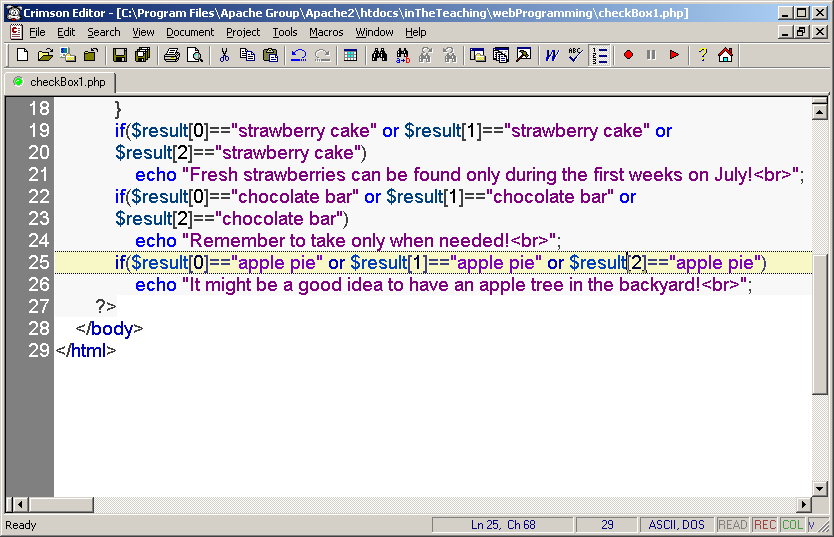 Crimson Editor - [C:\Program Files\Apache Group\Apache2\htdocs\inTheTeaching\webProgramming\checkBox1.php]
File Edit Search View Document Project Tools Macros Window Help
checkBox1.php
18 }
19 if($result[0]=="strawberry cake" or $result[1]=="strawberry cake" or
20 $result[2]=="strawberry cake")
21 echo "Fresh strawberries can be found only during the first weeks on July!<br>";
22 if($result[0]=="chocolate bar" or $result[1]=="chocolate bar" or
23 $result[2]=="chocolate bar")
24 echo "Remember to take only when needed!<br>";
25 if($result[0]=="apple pie" or $result[1]=="apple pie" or $result[2]=="apple pie")
26 echo "It might be a good idea to have an apple tree in the backyard!<br>";
27 ?>
28 </body>
29 </html>
Ready Ln 25, Ch 68 29 ASCII, DOS READ REC COL